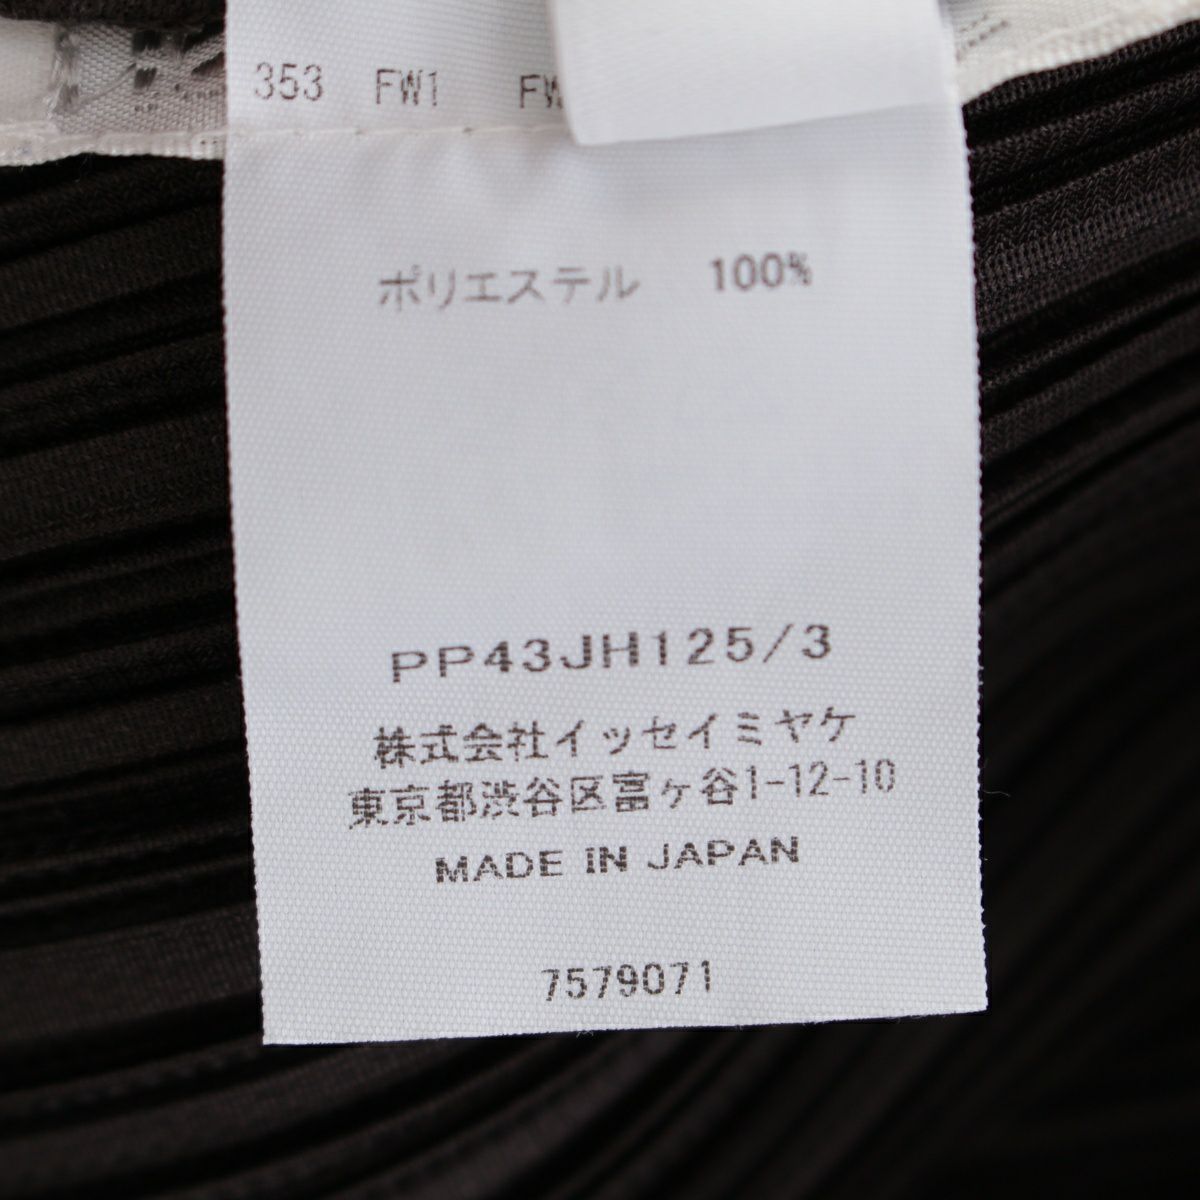 353 FW1 FW
ポリエステル 100%
PP43JH125/3
株式会社イッセイミヤケ
東京都渋谷区富ヶ谷1-12-10
MADE IN JAPAN
7579071